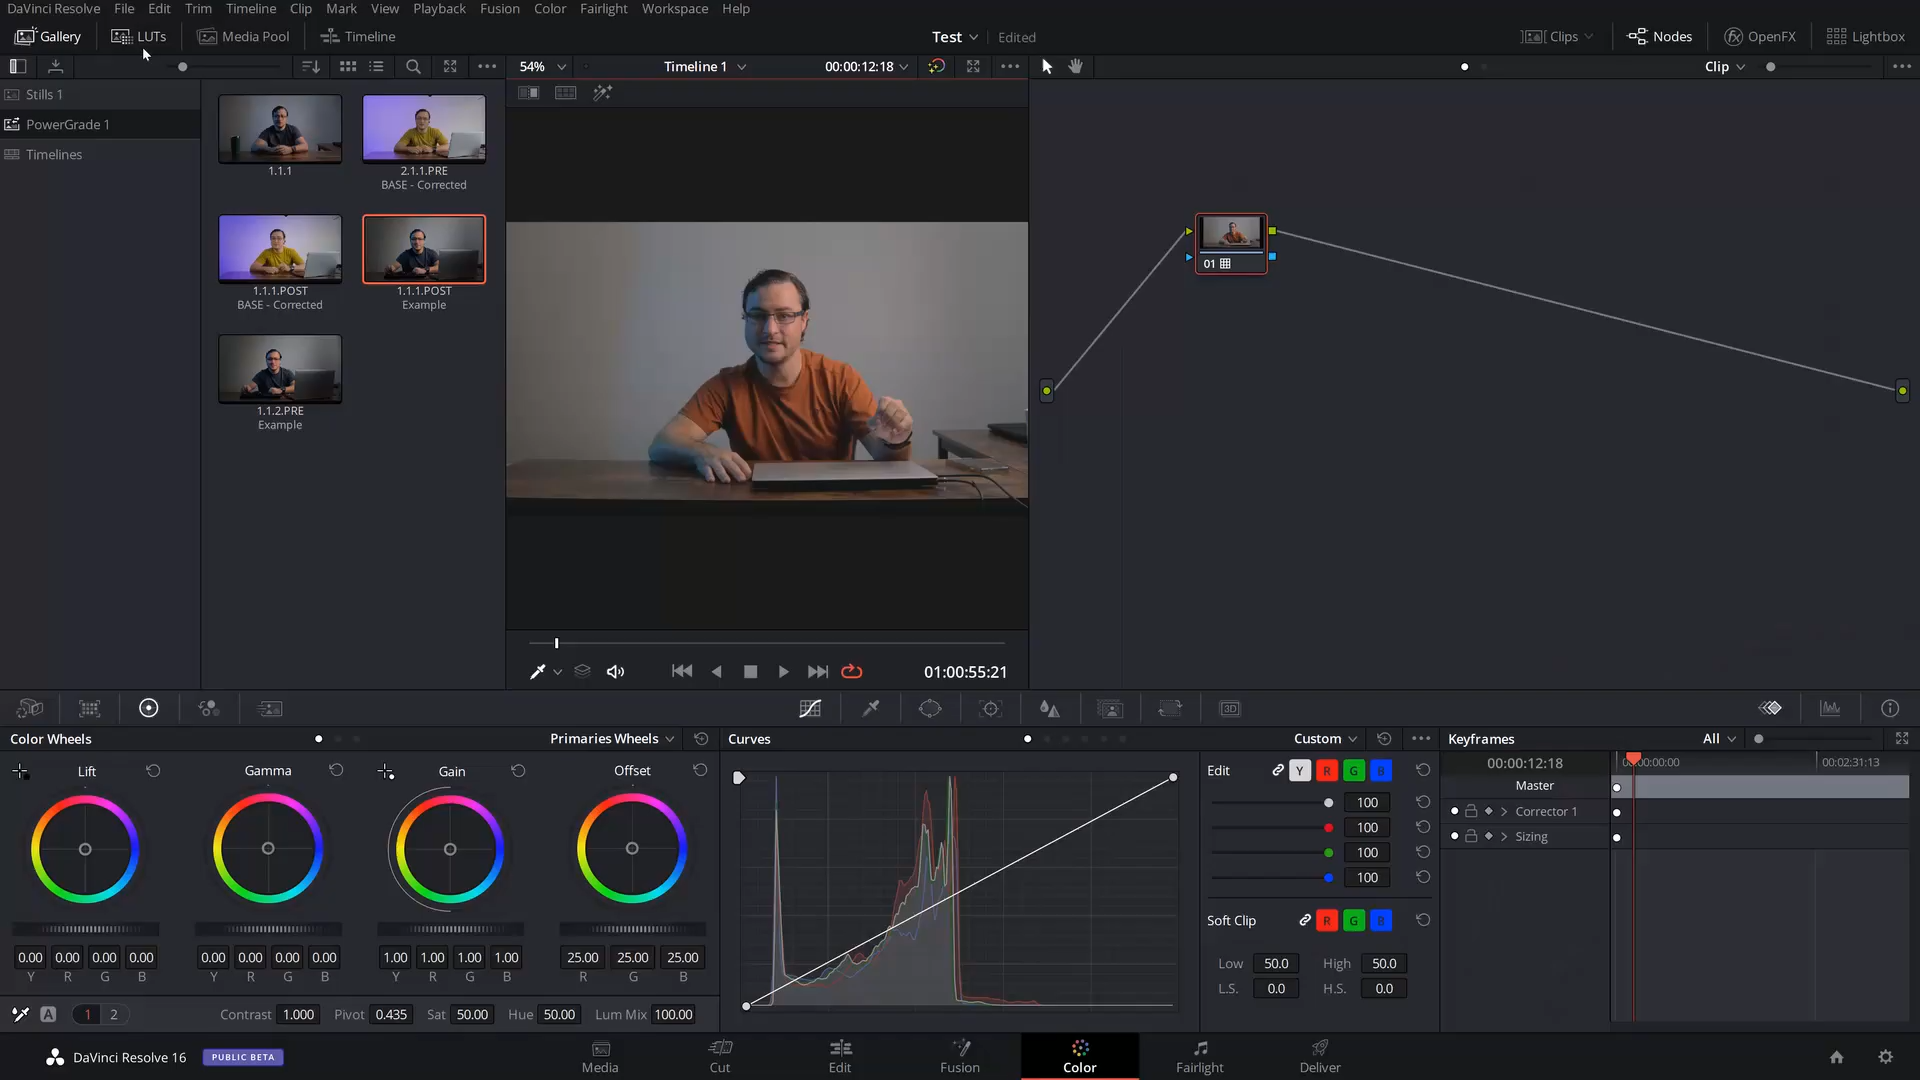 DaVinci Resolve File Edit Trim Timeline Clip Mark View Playback Fusion Color Fairlight Workspace Help
Gallery LUTs Media Pool Timeline Test Edited Clips Nodes OpenFX Lightbox
54% Timeline 1 00:00:12:18 Clip
Stills 1
PowerGrade 1
Timelines
1.1.1
2.1.1.PRE
BASE - Corrected
1.1.1.POST
BASE - Corrected
1.1.1.POST
Example
1.1.2.PRE
Example
01
01:00:55:21
3D
Color Wheels Primaries Wheels Curves Custom Keyframes All
Lift Gamma Gain Offset
Edit Y R G B
100
100
100
100
Soft Clip R G B
Low 50.0 High 50.0
L.S. 0.0 H.S. 0.0
00:00:12:18 00:02:31:13
Master
Corrector 1
Sizing
0.00 0.00 0.00 0.00 0.00 0.00 0.00 0.00 1.00 1.00 1.00 1.00 25.00 25.00 25.00
Y R G B Y R G B Y R G B R G B
A 1 2 Contrast 1.000 Pivot 0.435 Sat 50.00 Hue 50.00 Lum Mix 100.00
DaVinci Resolve 16 PUBLIC BETA
Media Cut Edit Fusion Color Fairlight Deliver